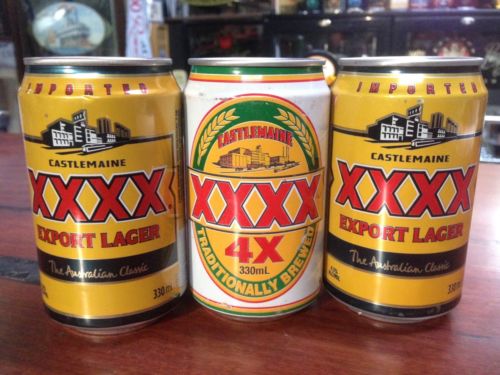 IMPORTED
CASTLEMAINE
XXXX
EXPORT LAGER
The Australian Classic
330 mL
CASTLEMAINE
XXXX
4X
330mL
TRADITIONALLY BREWED
IMPORTED
CASTLEMAINE
XXXX
EXPORT LAGER
The Australian Classic
330